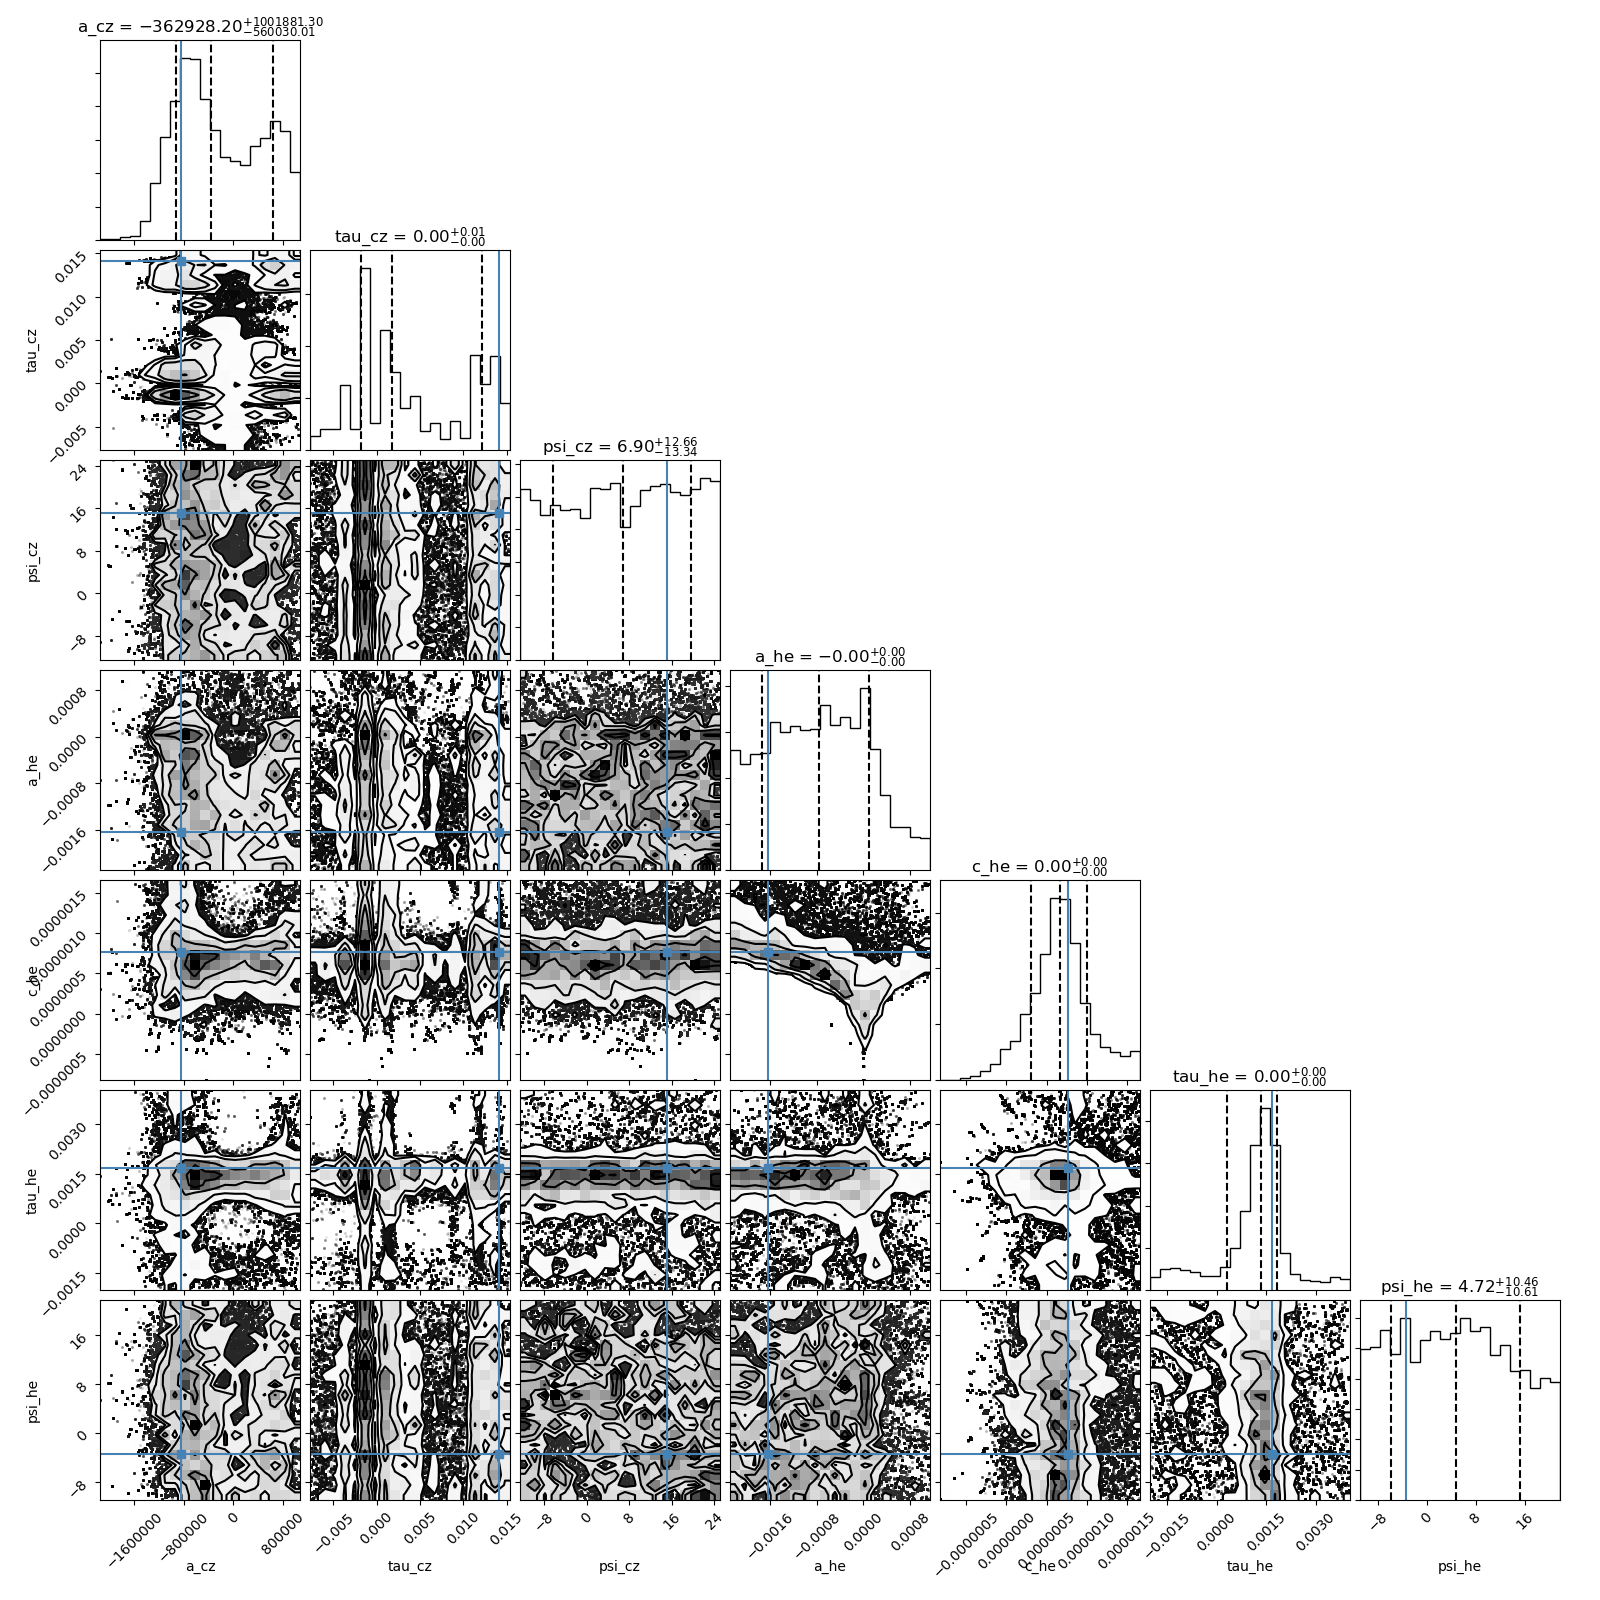 a_cz = −362928.20+1001881.30 −560030.01
tau_cz = 0.00+0.01 −0.00
0.015
0.010
0.005
0.000
−0.005
tau_cz
psi_cz = 6.90+12.66 −13.34
24
16
8
0
−8
psi_cz
a_he = −0.00+0.00 −0.00
0.0008
0.0000
−0.0008
−0.0016
a_he
c_he = 0.00+0.00 −0.00
0.0000015
0.0000010
0.0000005
0.0000000
−0.0000005
c_he
tau_he = 0.00+0.00 −0.00
0.0030
0.0015
0.0000
−0.0015
tau_he
psi_he = 4.72+10.46 −10.61
16
8
0
−8
psi_he
−1600000 −800000 0 800000
−0.005 0.000 0.005 0.010 0.015
−8 0 8 16 24
−0.0016 −0.0008 0.0000 0.0008
−0.0000005 0.0000000 0.0000005 0.0000010 0.0000015
−0.0015 0.0000 0.0015 0.0030
−8 0 8 16
a_cz tau_cz psi_cz a_he c_he tau_he psi_he